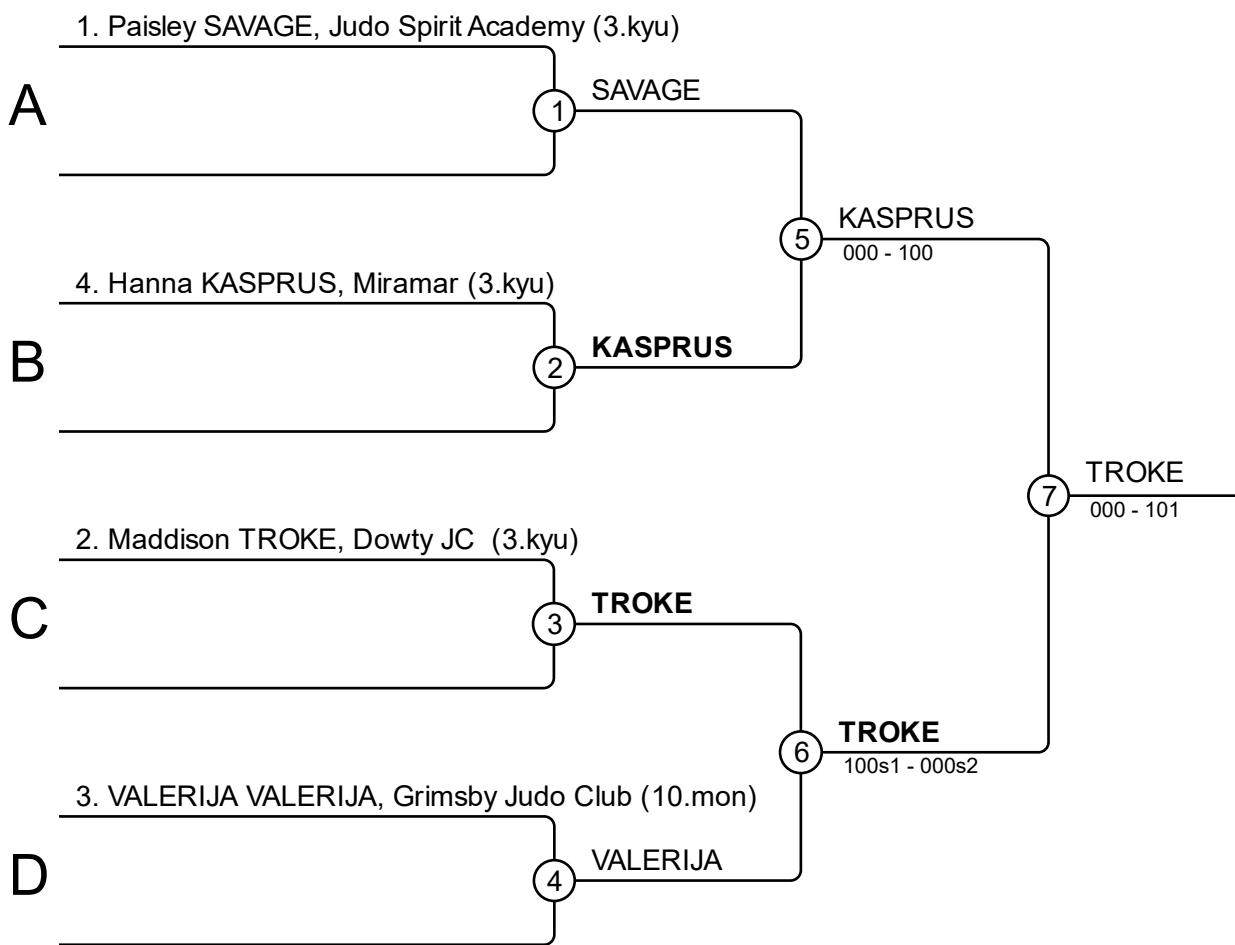 1. Paisley SAVAGE, Judo Spirit Academy (3.kyu)
A
1
SAVAGE
5
KASPRUS
000 - 100
4. Hanna KASPRUS, Miramar (3.kyu)
B
2
KASPRUS
7
TROKE
000 - 101
2. Maddison TROKE, Dowty JC (3.kyu)
C
3
TROKE
6
TROKE
100s1 - 000s2
3. VALERIJA VALERIJA, Grimsby Judo Club (10.mon)
D
4
VALERIJA